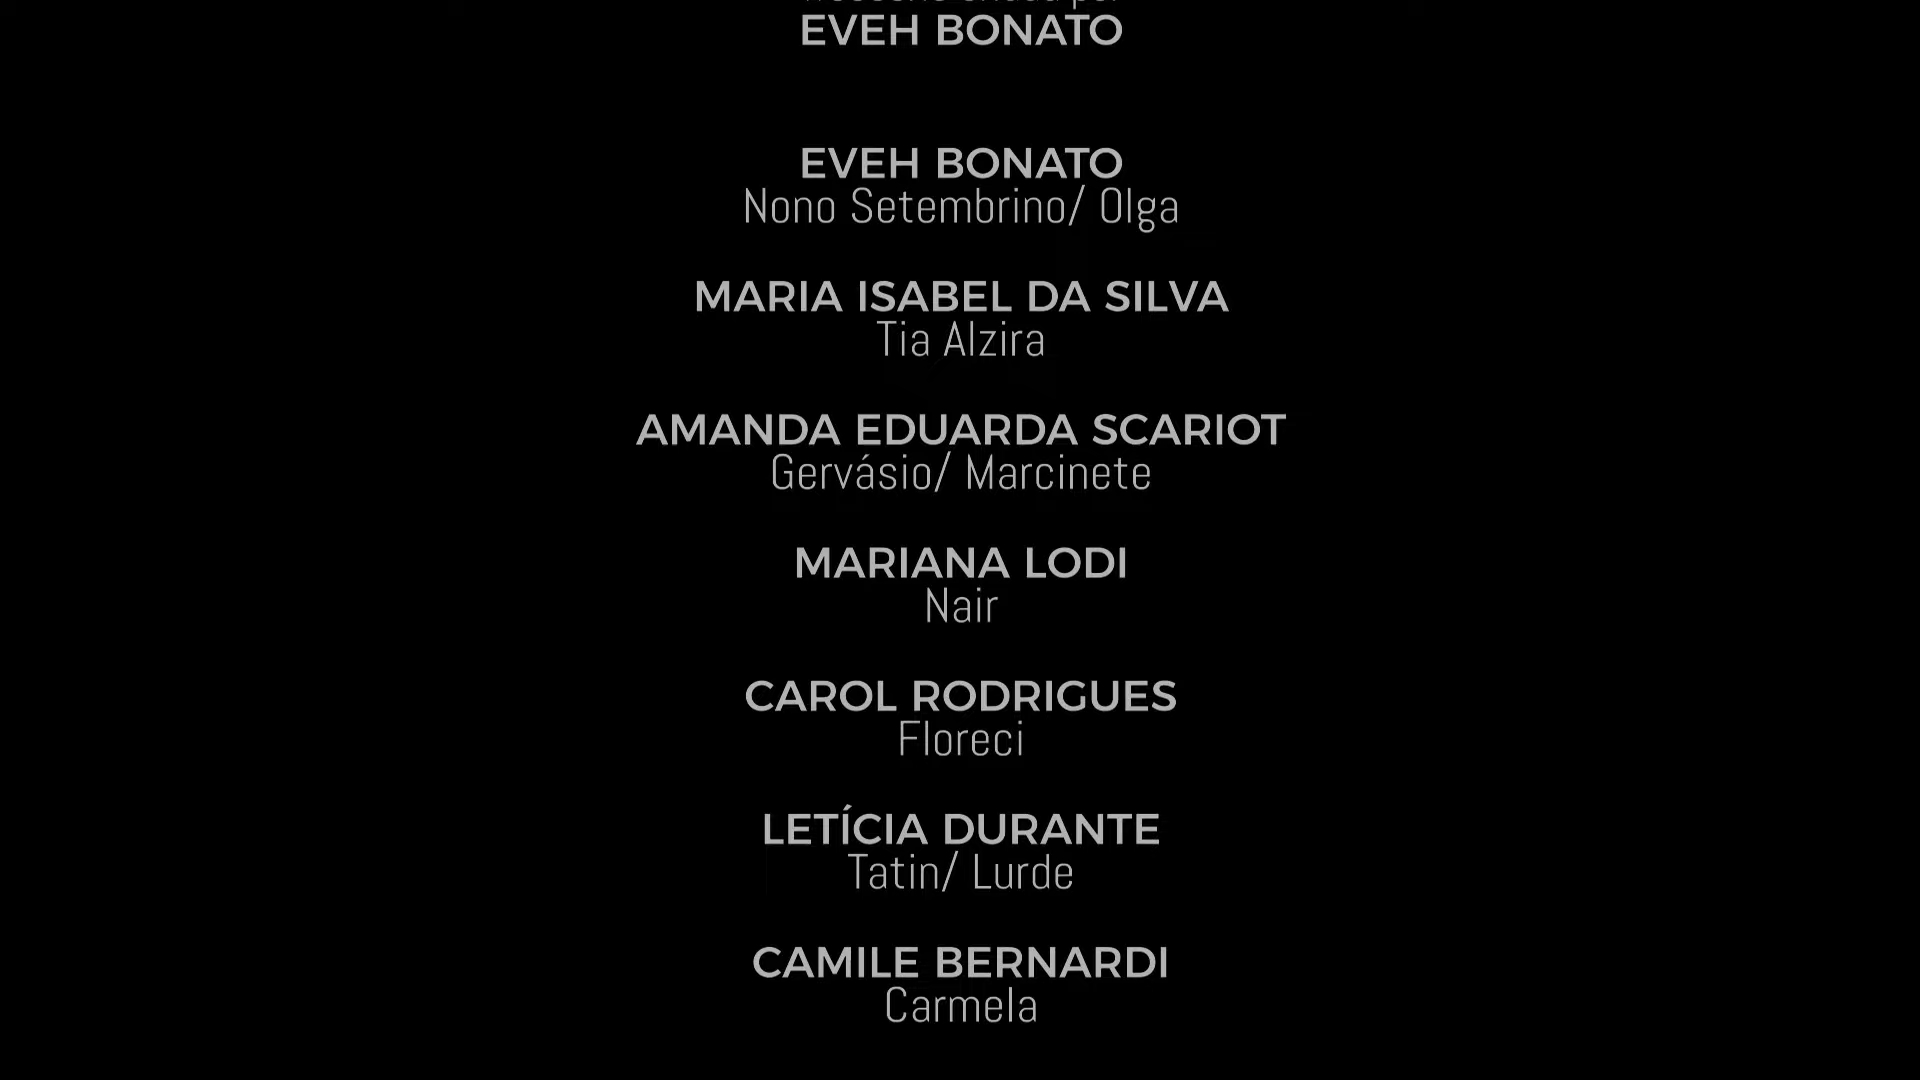 EVEH BONATO
EVEH BONATO
Nono Setembrino/ Olga
MARIA ISABEL DA SILVA
Tia Alzira
AMANDA EDUARDA SCARIOT
Gervásio/ Marcinete
MARIANA LODI
Nair
CAROL RODRIGUES
Floreci
LETÍCIA DURANTE
Tatin/ Lurde
CAMILE BERNARDI
Carmela